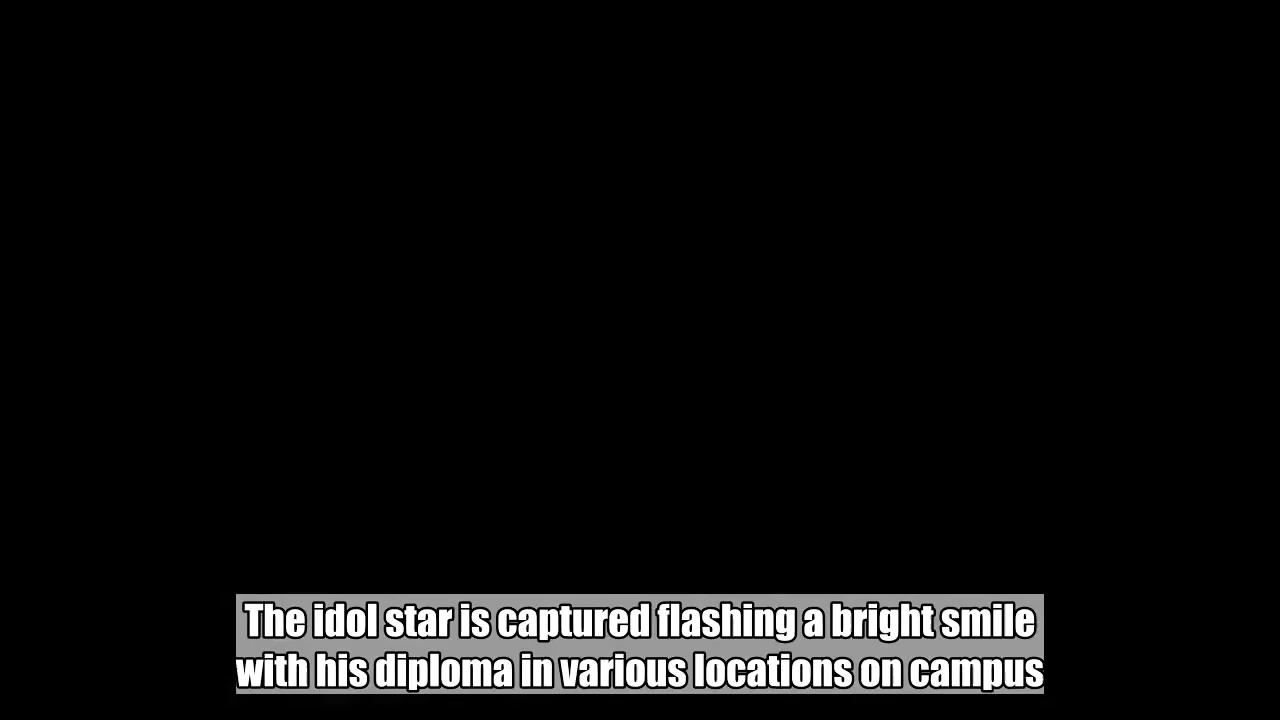 The idol star is captured flashing a bright smile
with his diploma in various locations on campus